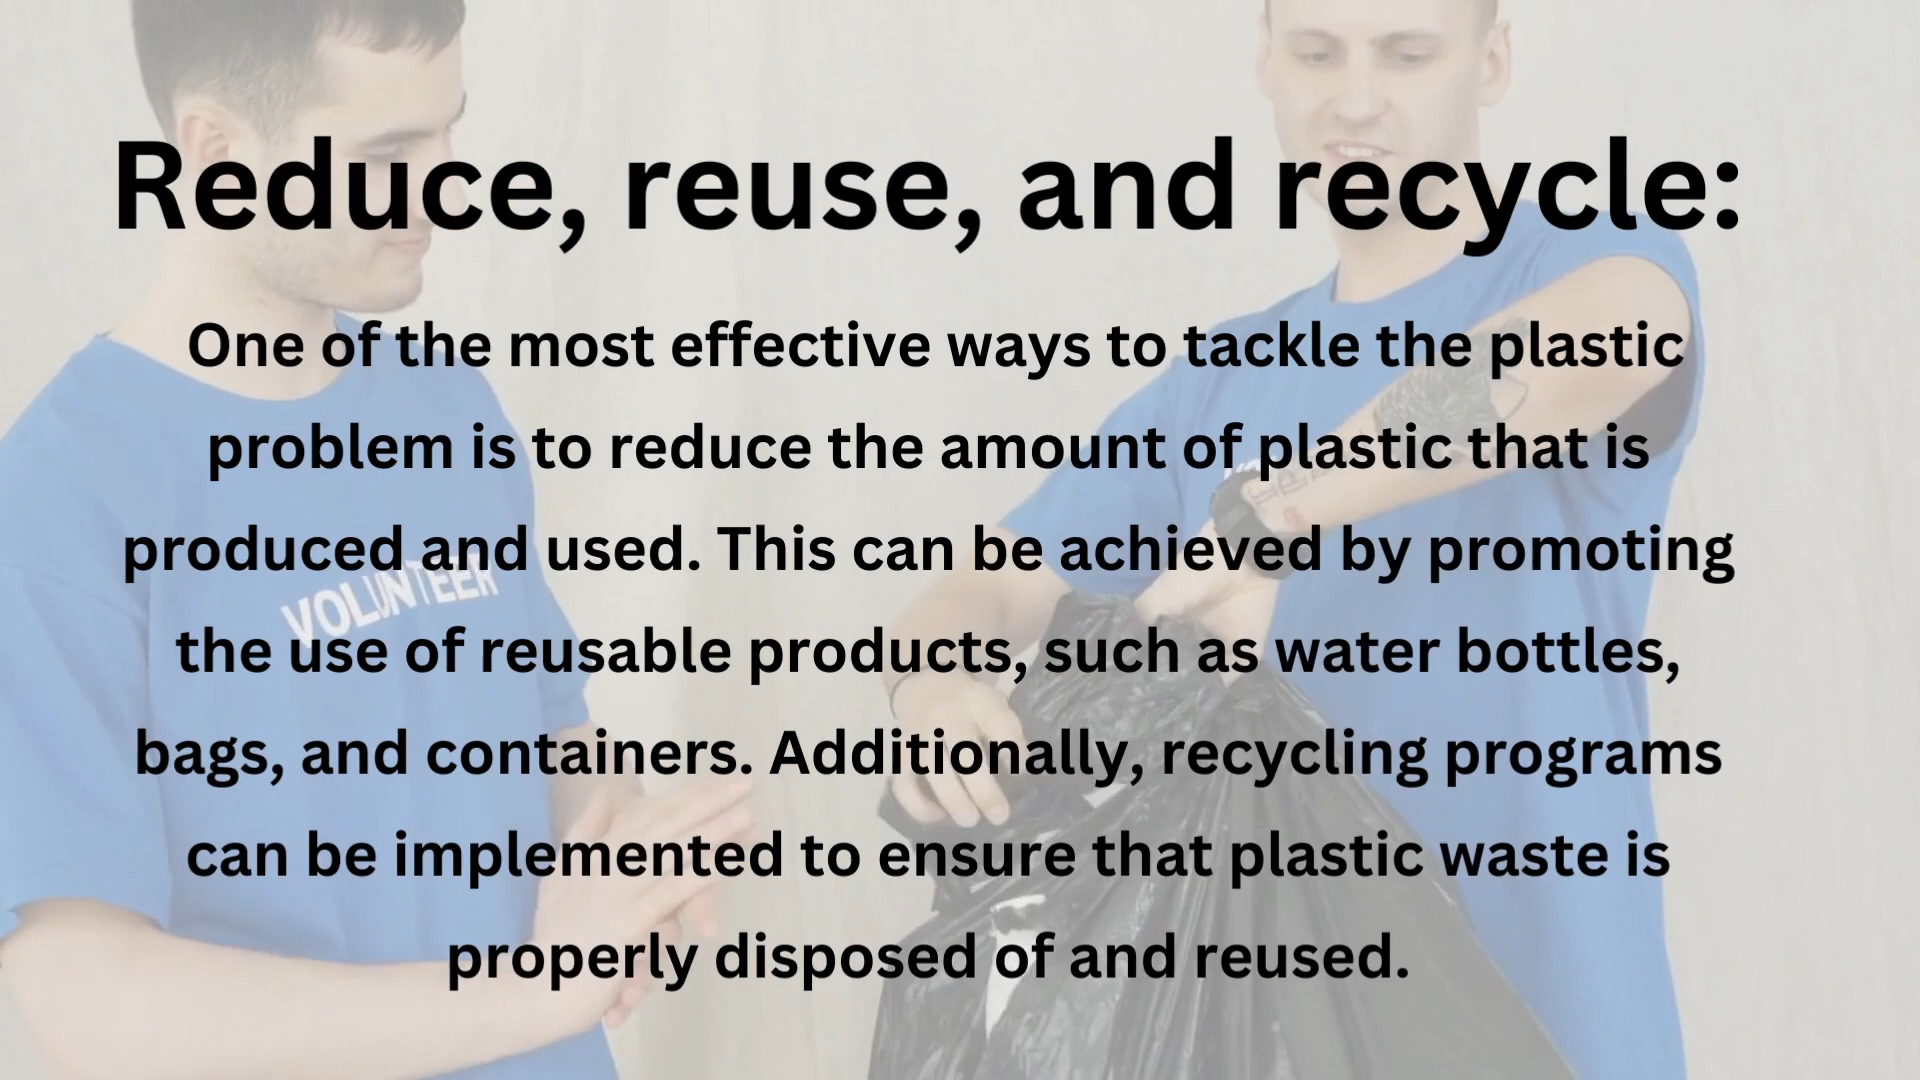 Reduce, reuse, and recycle:
One of the most effective ways to tackle the plastic
problem is to reduce the amount of plastic that is
produced and used. This can be achieved by promoting
the use of reusable products, such as water bottles,
bags, and containers. Additionally, recycling programs
can be implemented to ensure that plastic waste is
properly disposed of and reused.
VOLUNTEER